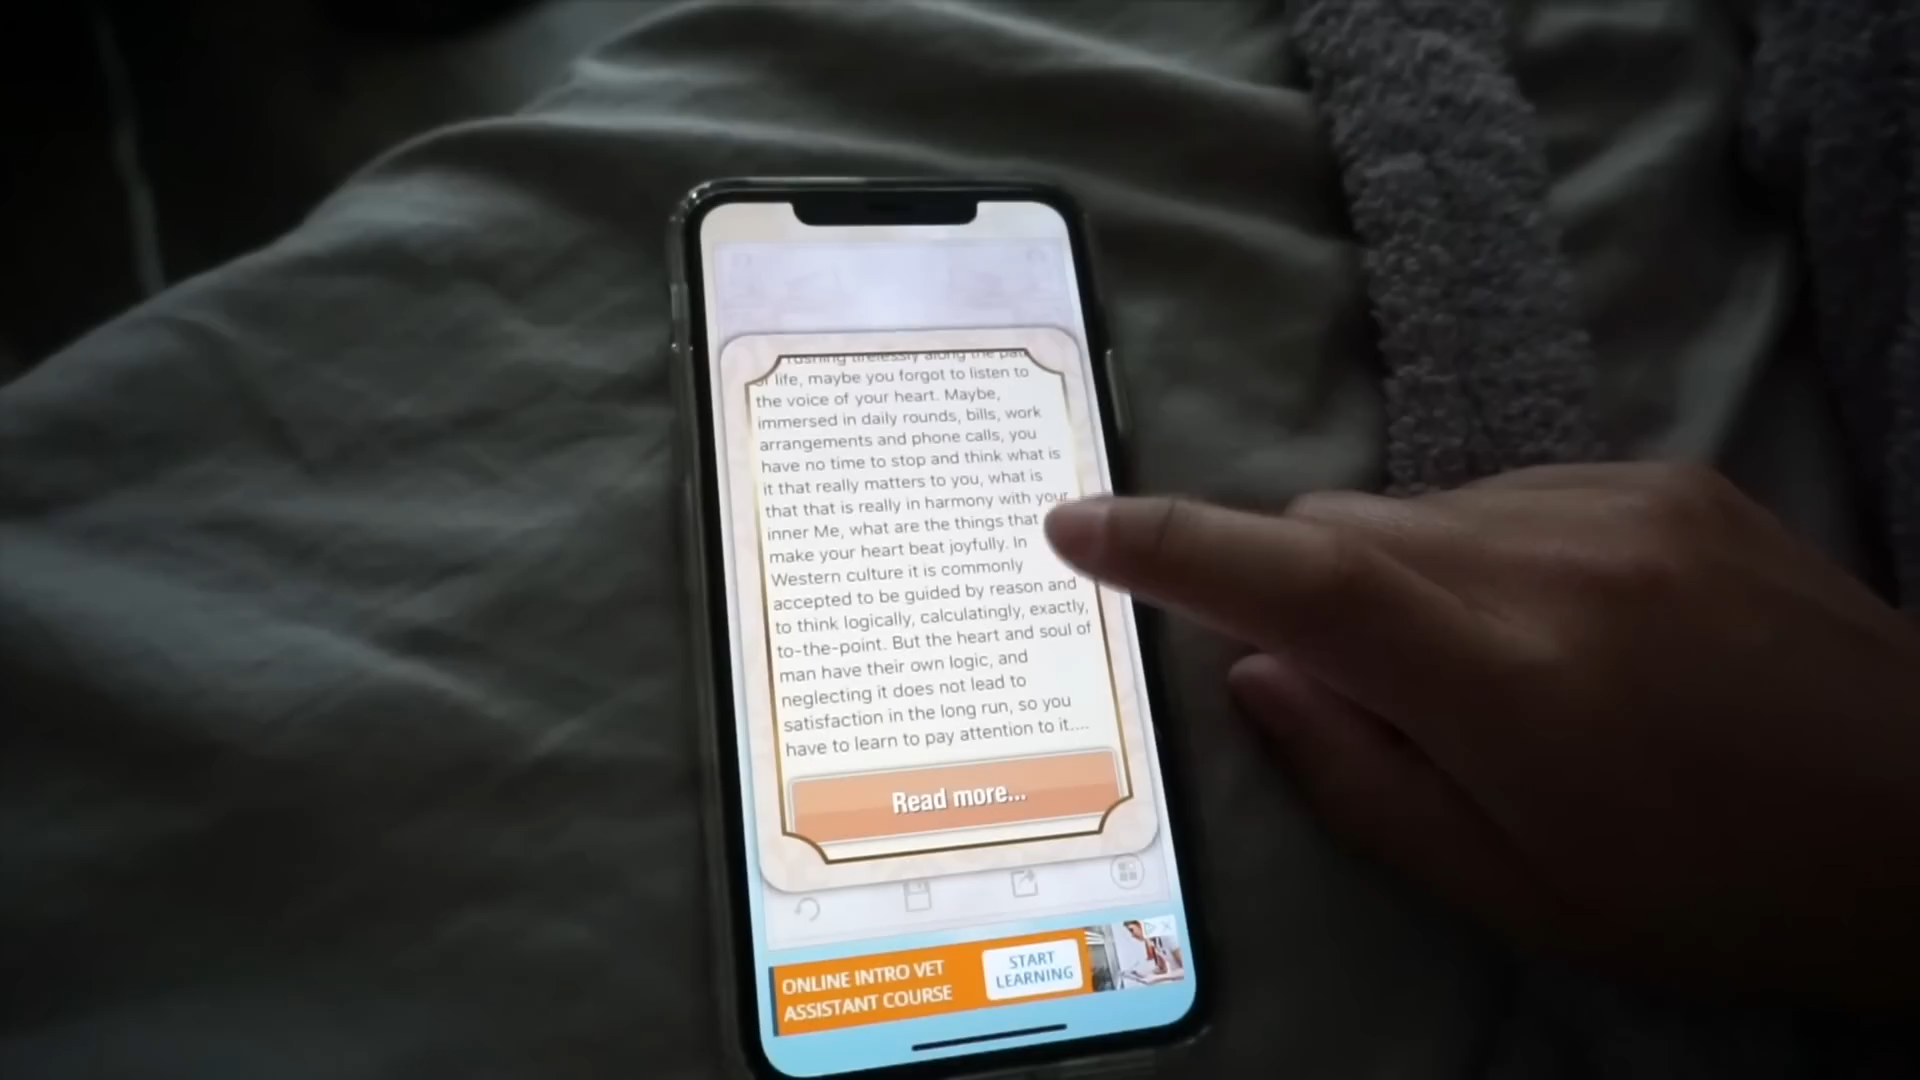 rushing tirelessly along the path
of life, maybe you forgot to listen to
the voice of your heart. Maybe,
immersed in daily rounds, bills, work
arrangements and phone calls, you
have no time to stop and think what is
it that really matters to you, what is
that that is really in harmony with your
inner Me, what are the things that
make your heart beat joyfully. In
Western culture it is commonly
accepted to be guided by reason and
to think logically, calculatingly, exactly,
to-the-point. But the heart and soul of
man have their own logic, and
neglecting it does not lead to
satisfaction in the long run, so you
have to learn to pay attention to it....
Read more...
ONLINE INTRO VET
ASSISTANT COURSE
START
LEARNING